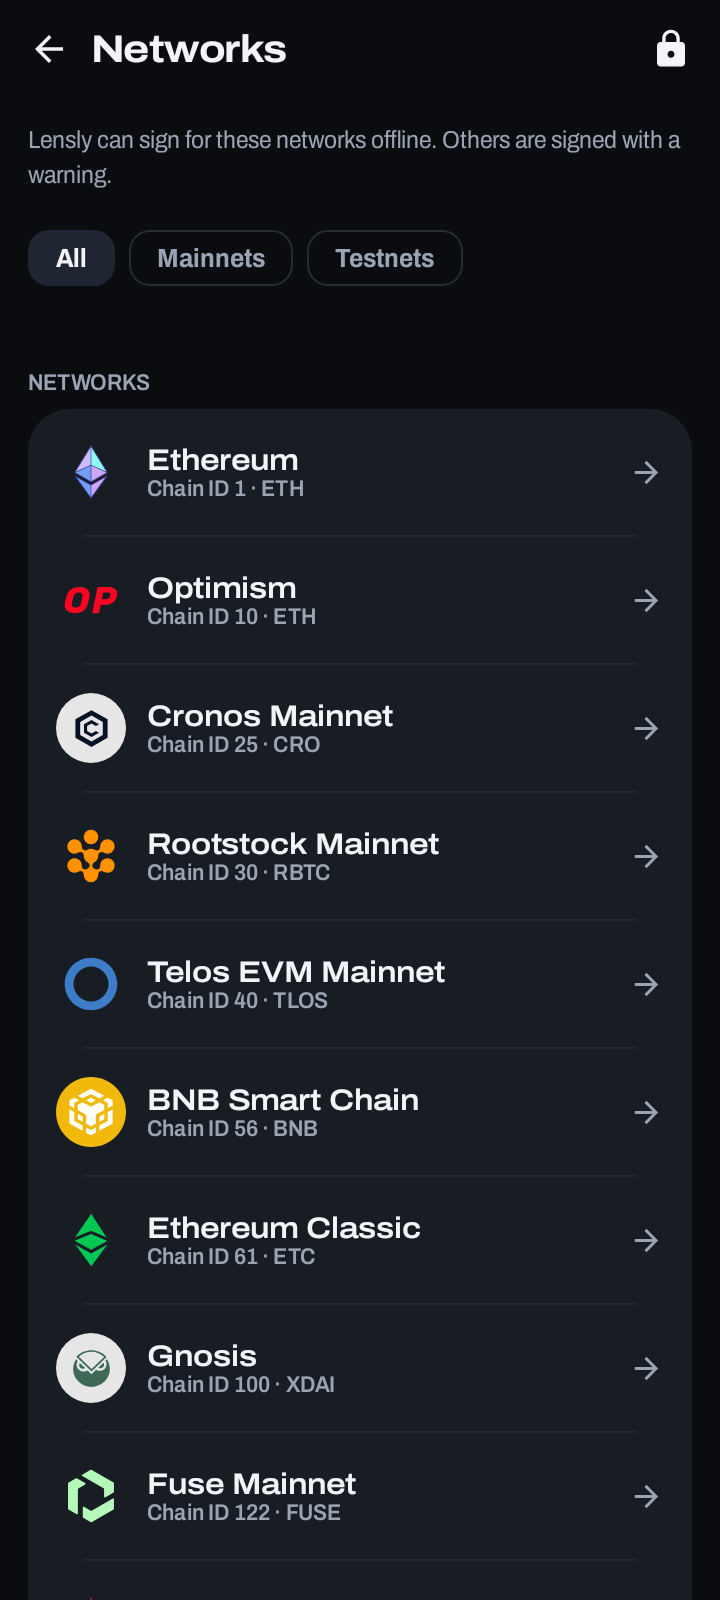 Networks
Lensly can sign for these networks offline. Others are signed with a
warning.
All
Mainnets
Testnets
NETWORKS
Ethereum
Chain ID 1 · ETH
OP
Optimism
Chain ID 10 · ETH
Cronos Mainnet
Chain ID 25 · CRO
Rootstock Mainnet
Chain ID 30 · RBTC
Telos EVM Mainnet
Chain ID 40 · TLOS
BNB Smart Chain
Chain ID 56 · BNB
Ethereum Classic
Chain ID 61 · ETC
Gnosis
Chain ID 100 · XDAI
Fuse Mainnet
Chain ID 122 · FUSE